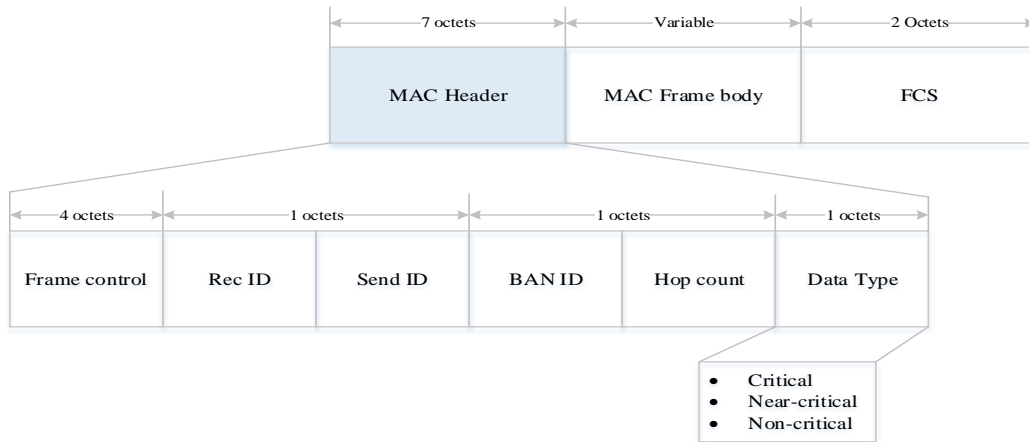 7 octets Variable 2 Octets
MAC Header MAC Frame body FCS
4 octets 1 octets 1 octets 1 octets
Frame control Rec ID Send ID BAN ID Hop count Data Type
• Critical
• Near-critical
• Non-critical